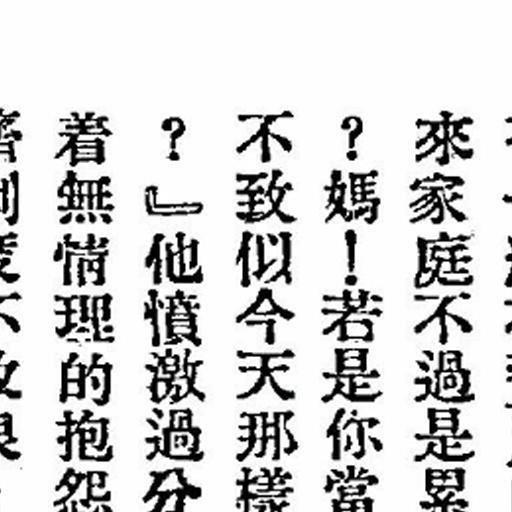 來家庭不過是累
？媽！若是你當
不致似今天那樣
？』他憤激過分
着無情理的抱怨